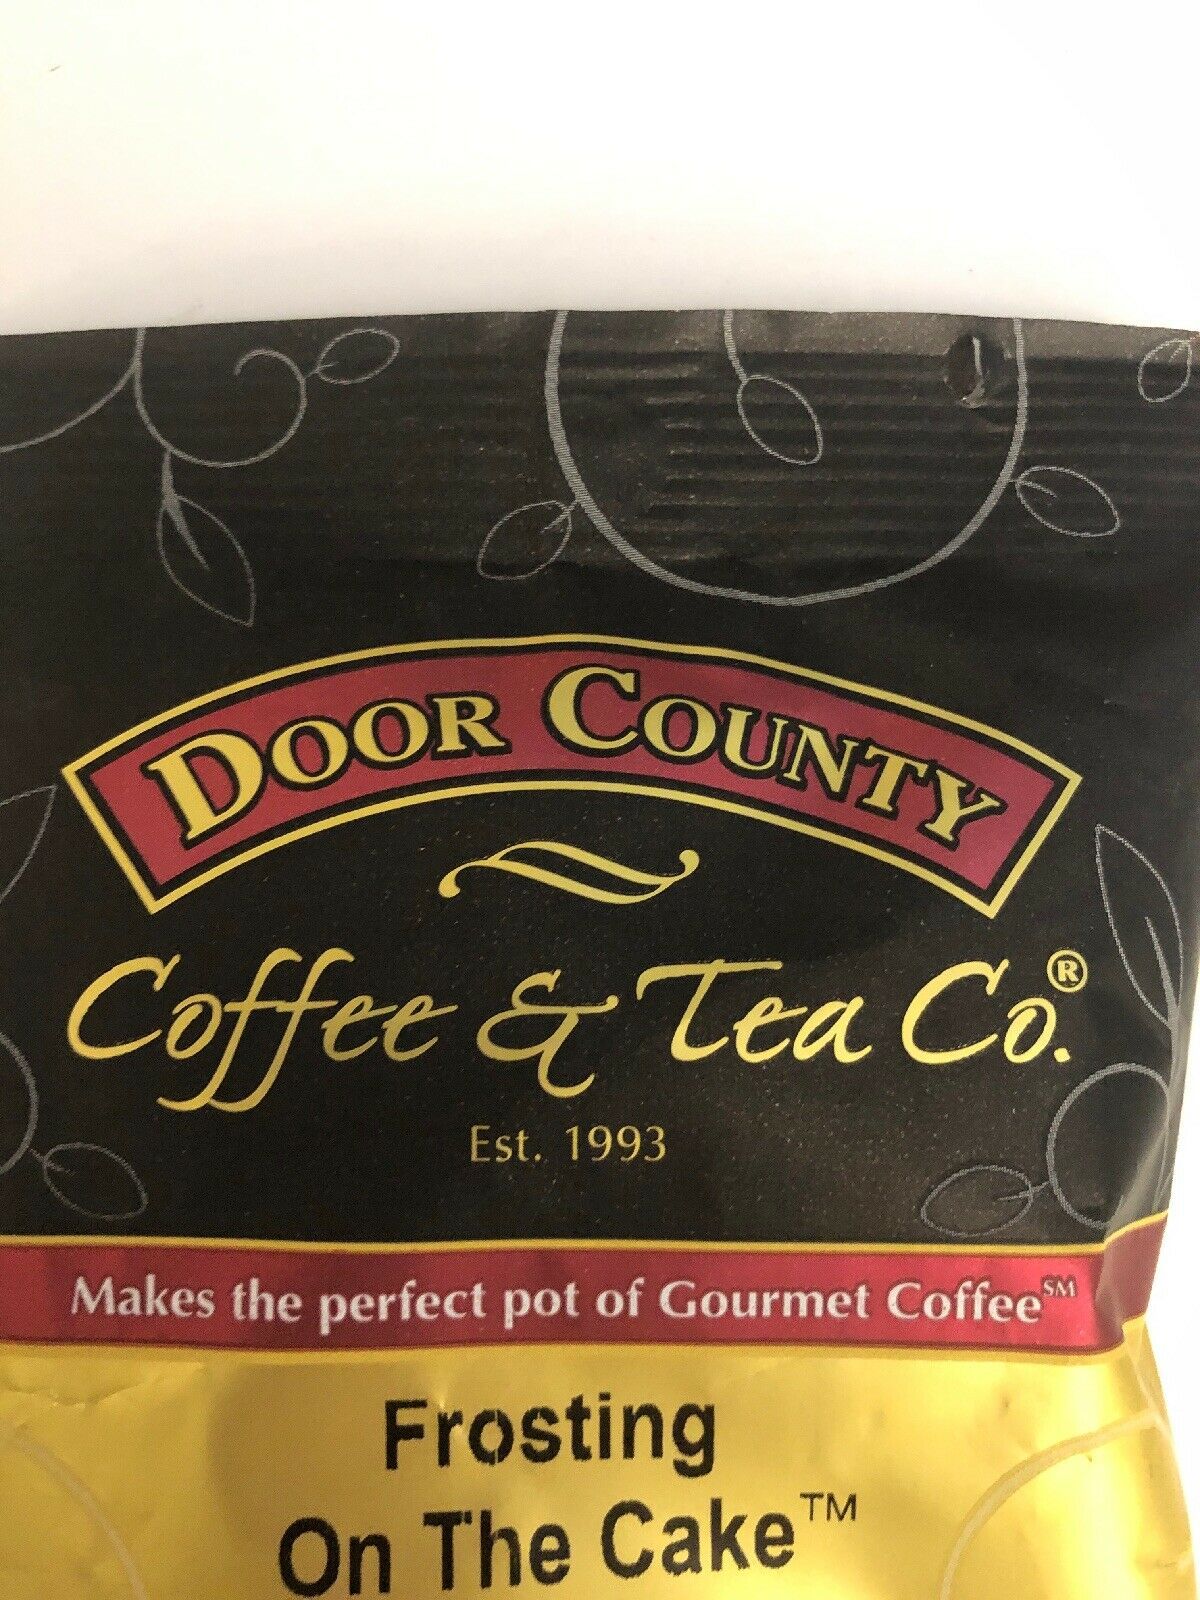 DOOR COUNTY
Coffee & Tea Co.®
Est. 1993
Makes the perfect pot of Gourmet Coffee℠
Frosting
On The Cake™